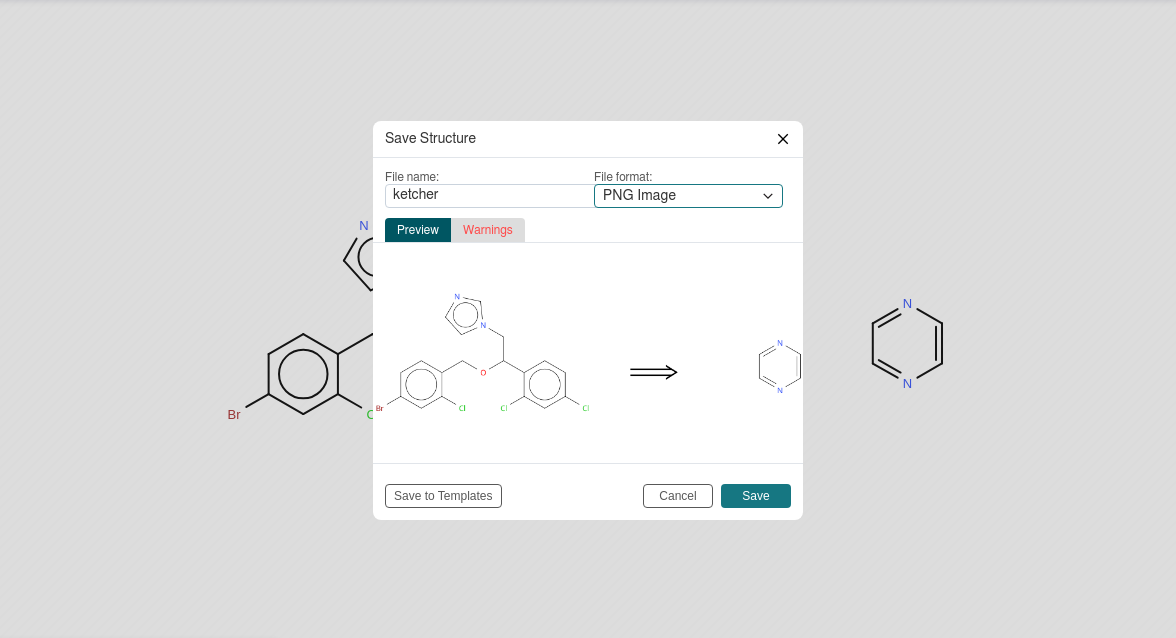 Save Structure
File name: File format:
ketcher PNG Image
Preview Warnings
N
N
N
O
Br Cl Cl Cl
N
N
Save to Templates Cancel Save
N
Br
N
N